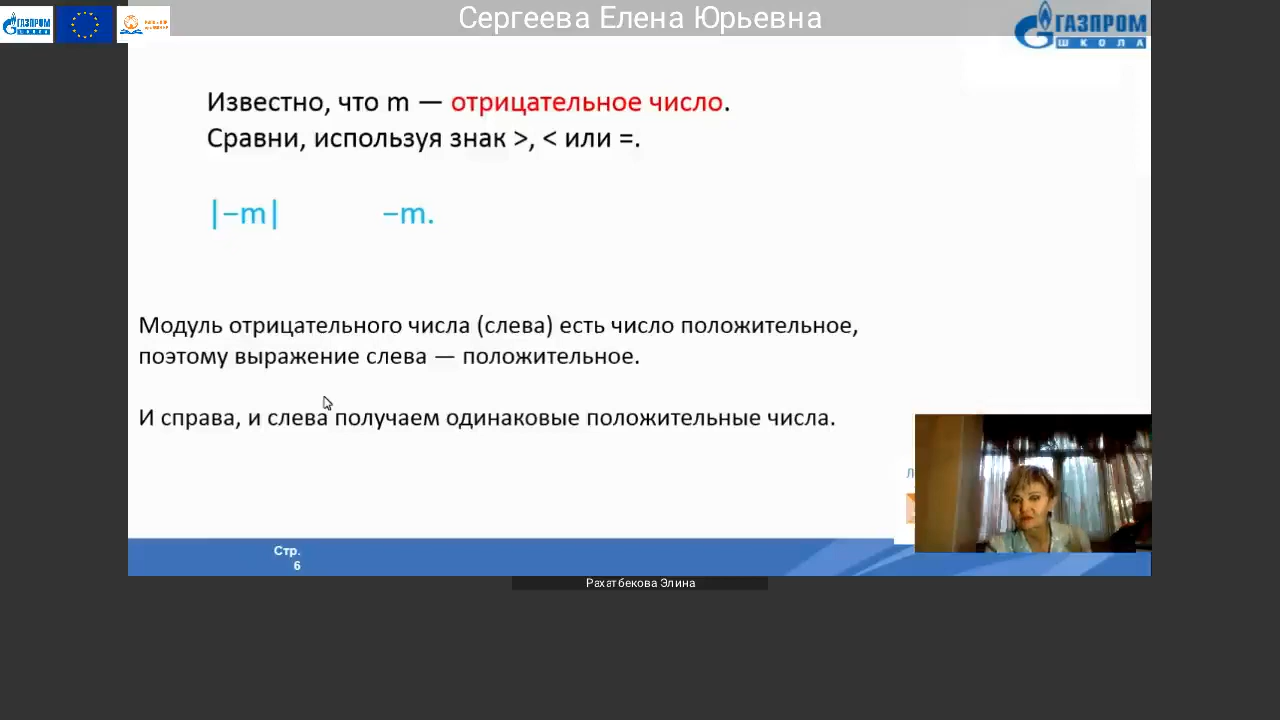 Сергеева Елена Юрьевна
ГАЗПРОМ
ШКОЛА
Известно, что m — отрицательное число.
Сравни, используя знак >, < или =.
|−m| −m.
Модуль отрицательного числа (слева) есть число положительное,
поэтому выражение слева — положительное.
И справа, и слева получаем одинаковые положительные числа.
Стр.
6
Рахатбекова Элина